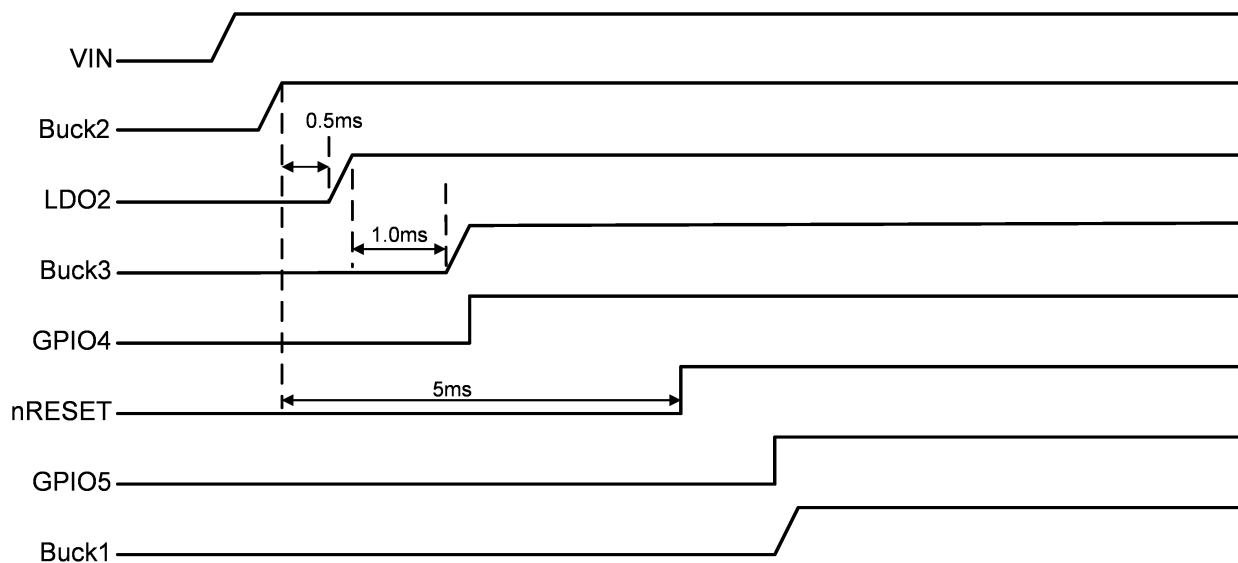 VIN
Buck2
0.5ms
LDO2
1.0ms
Buck3
GPIO4
5ms
nRESET
GPIO5
Buck1